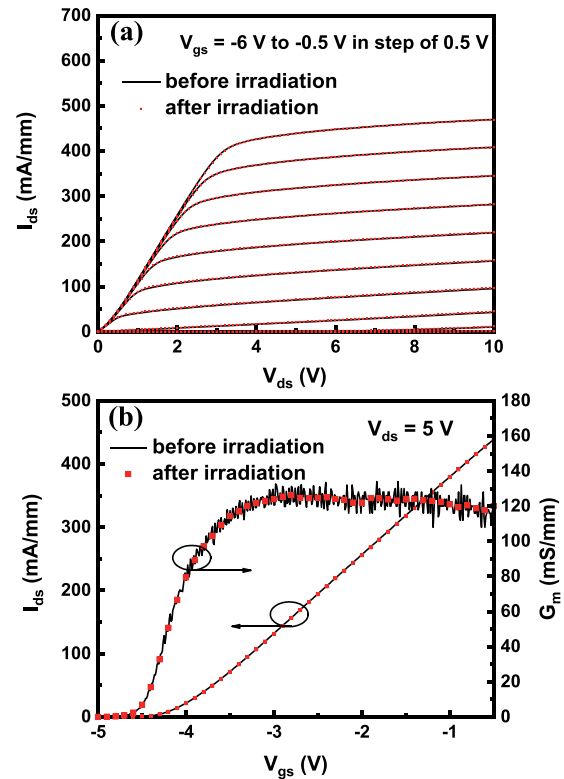 (a)
V_gs = -6 V to -0.5 V in step of 0.5 V
before irradiation
after irradiation
700
600
500
400
300
200
100
0
I_ds (mA/mm)
0 2 4 6 8 10
V_ds (V)
(b)
V_ds = 5 V
before irradiation
after irradiation
500
400
300
200
100
0
I_ds (mA/mm)
180
160
140
120
100
80
60
40
20
0
G_m (mS/mm)
-5 -4 -3 -2 -1
V_gs (V)